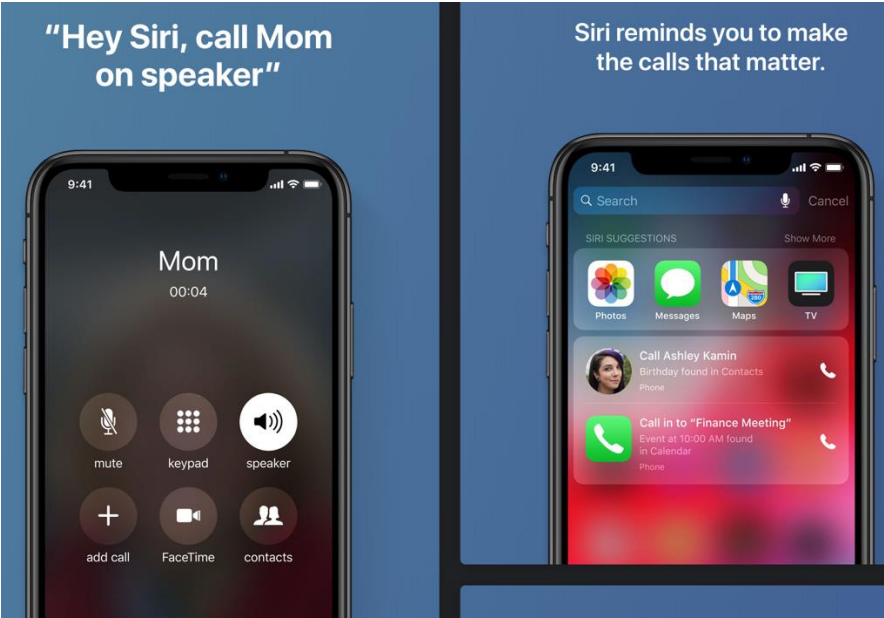 “Hey Siri, call Mom
on speaker”
9:41
Mom
00:04
mute
keypad
speaker
add call
FaceTime
contacts
Siri reminds you to make
the calls that matter.
9:41
Search
Cancel
SIRI SUGGESTIONS
Show More
Photos
Messages
280
Maps
TV
Call Ashley Kamin
Birthday found in Contacts
Phone
Call in to “Finance Meeting”
Event at 10:00 AM found
in Calendar
Phone